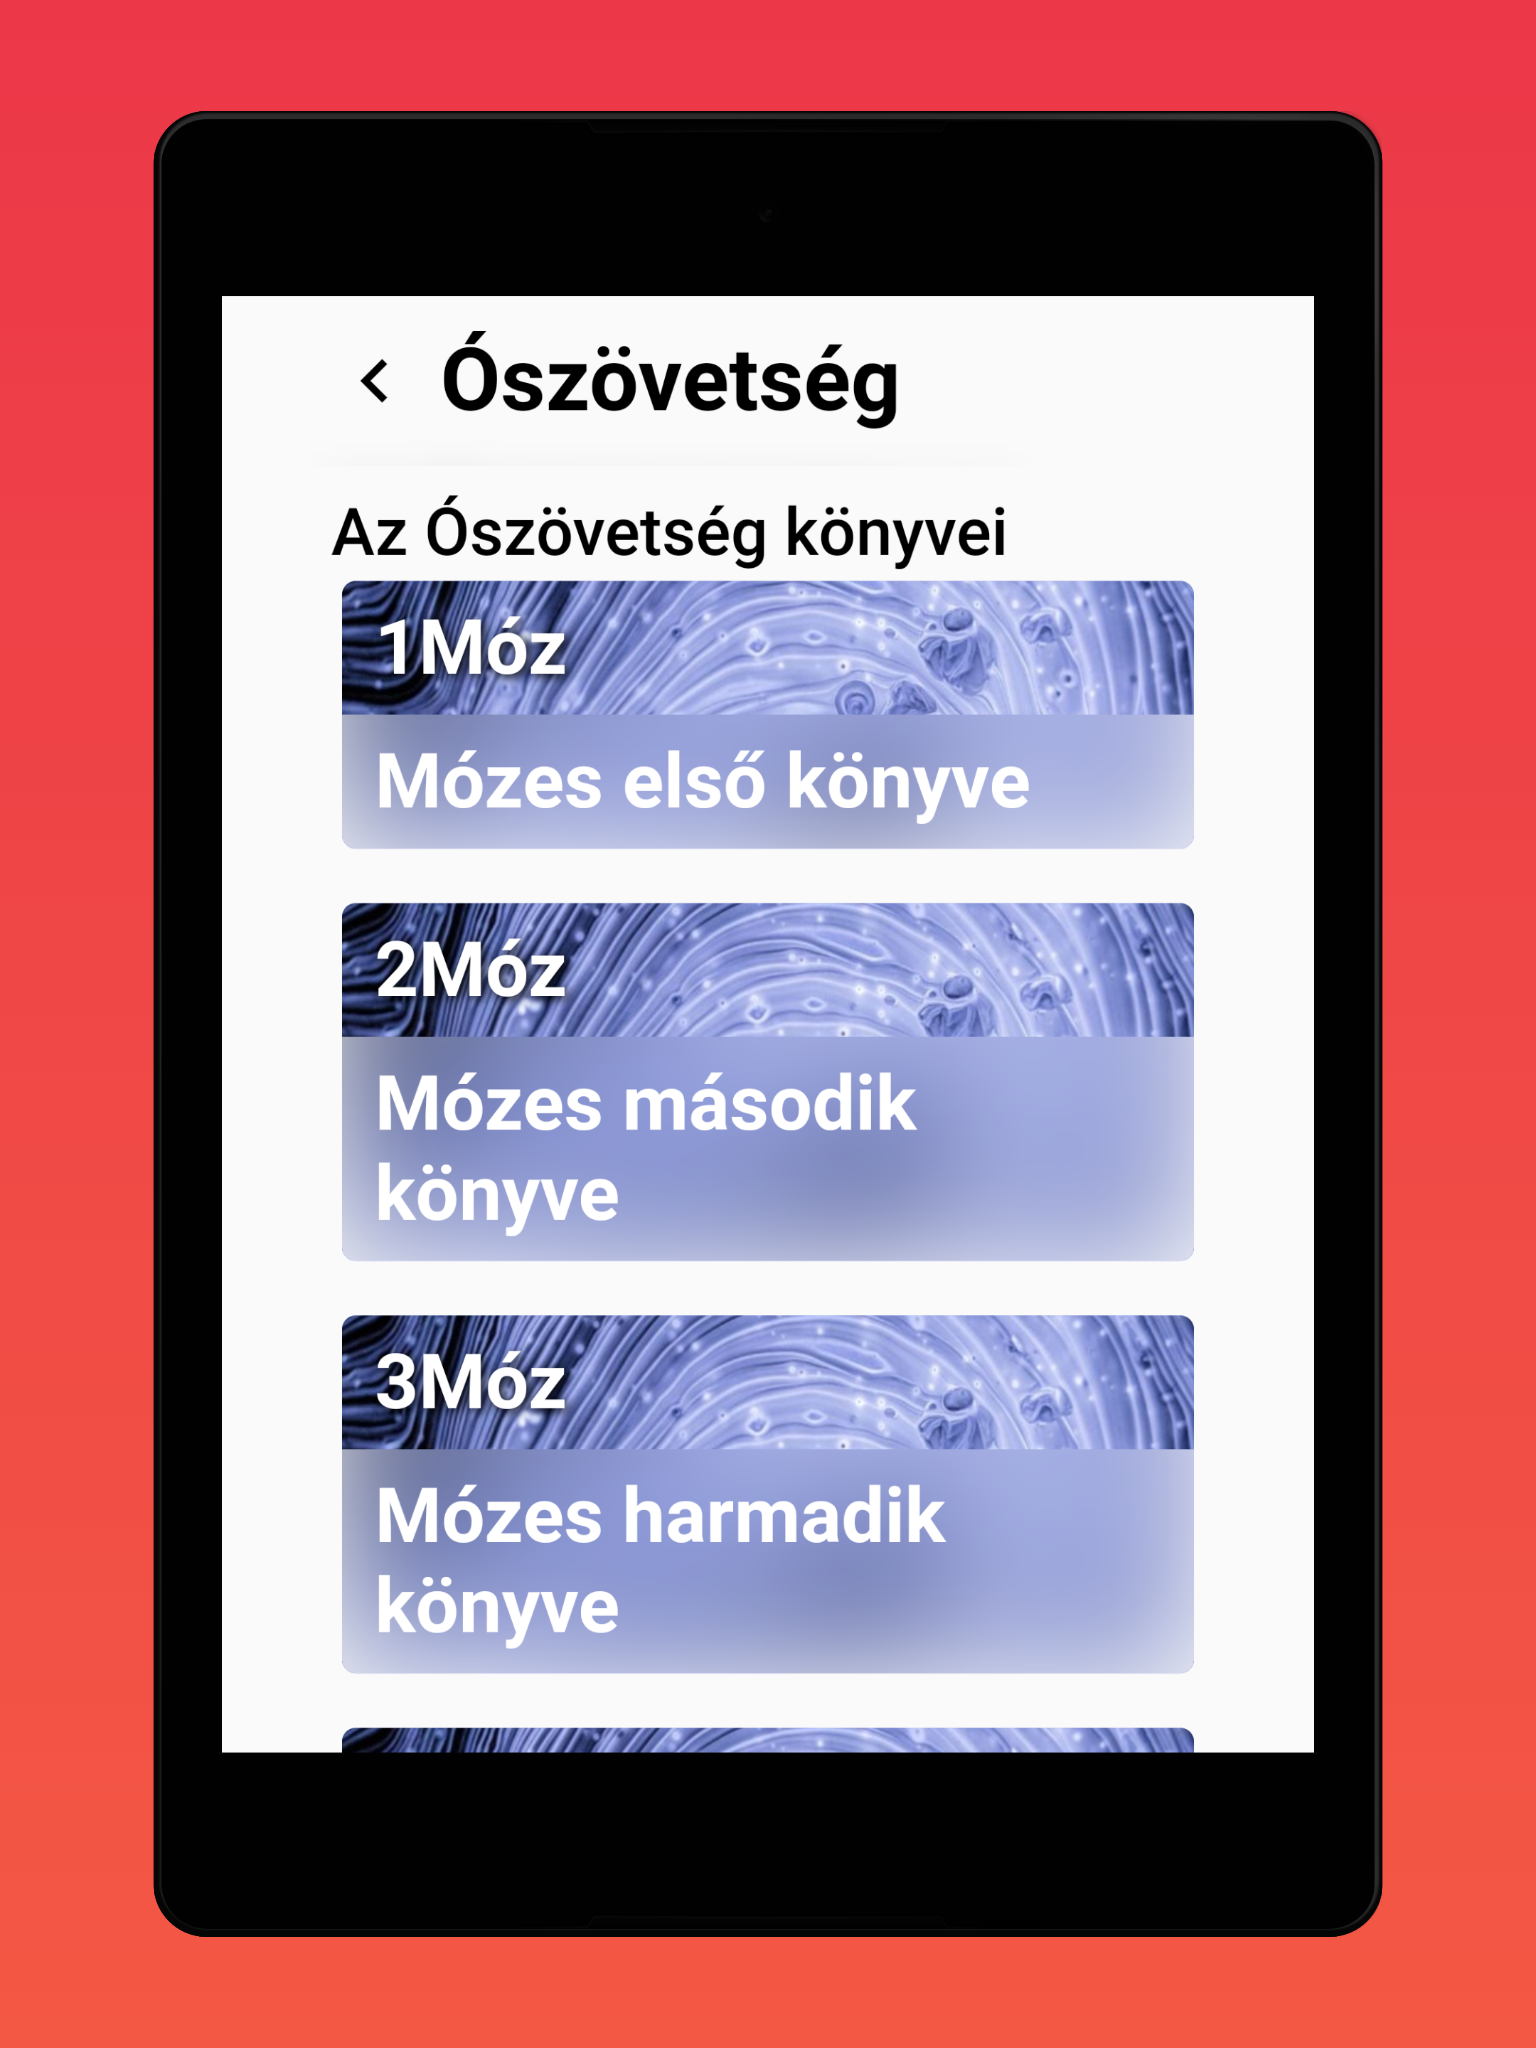 Ószövetség
Az Ószövetség könyvei
1Móz
Mózes első könyve
2Móz
Mózes második
könyve
3Móz
Mózes harmadik
könyve